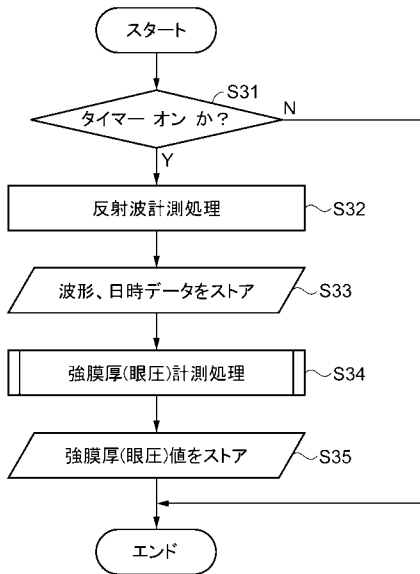 スタート
S31
タイマー オン か?
N
Y
反射波計測処理
S32
波形、日時データをストア
S33
強膜厚(眼圧)計測処理
S34
強膜厚(眼圧)値をストア
S35
エンド